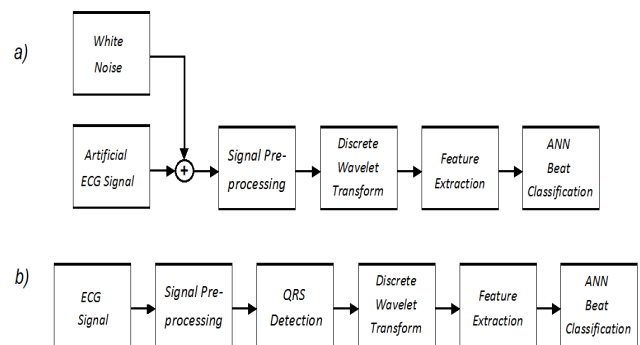 a)
White
Noise
Artificial
ECG Signal
+
Signal Pre-
processing
Discrete
Wavelet
Transform
Feature
Extraction
ANN
Beat
Classification
b)
ECG
Signal
Signal Pre-
processing
QRS
Detection
Discrete
Wavelet
Transform
Feature
Extraction
ANN
Beat
Classification